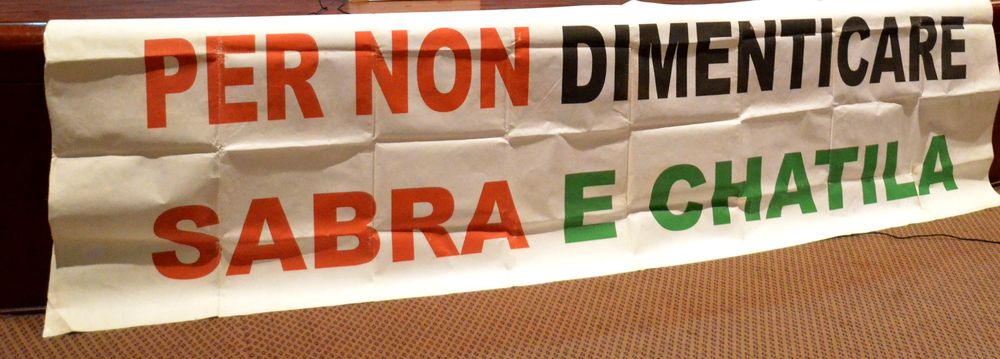 PER NON DIMENTICARE
SABRA E CHATILA